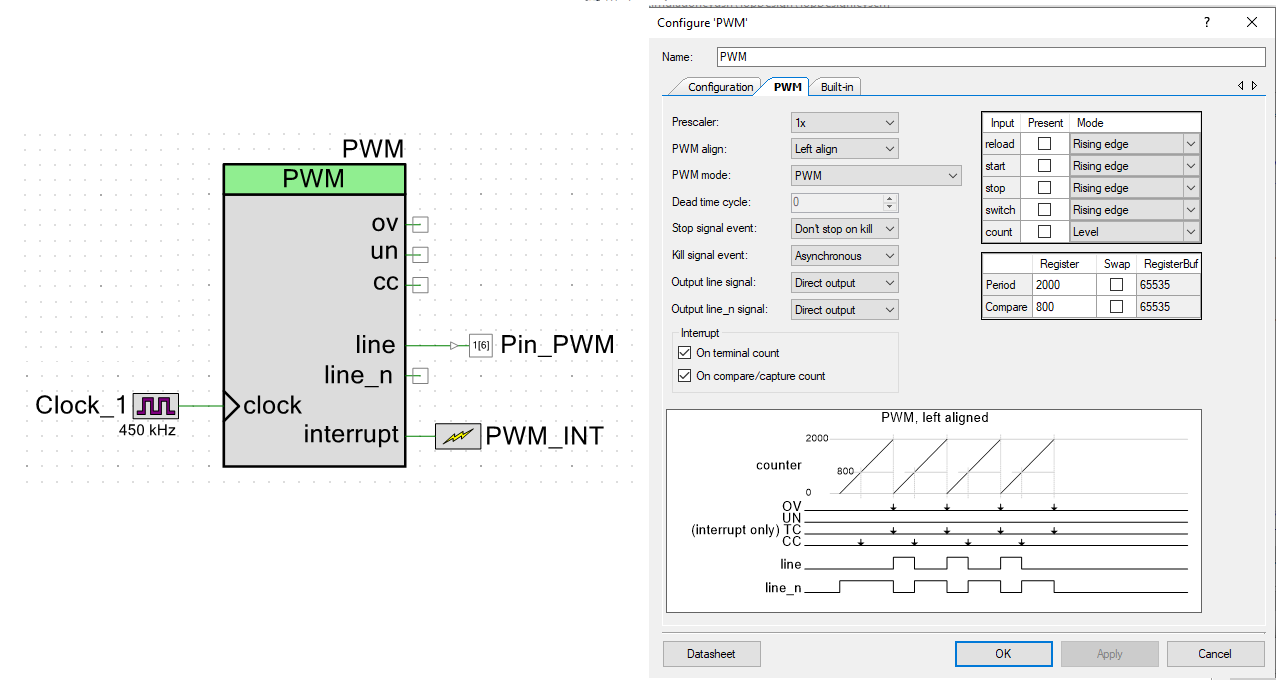 PWM
PWM
ov
un
cc
line
1[6]
Pin_PWM
line_n
Clock_1
450 kHz
clock
interrupt
PWM_INT
Configure 'PWM'
?
Name:
PWM
Configuration
PWM
Built-in
Prescaler:
1x
PWM align:
Left align
PWM mode:
PWM
Dead time cycle:
0
Stop signal event:
Don't stop on kill
Kill signal event:
Asynchronous
Output line signal:
Direct output
Output line_n signal:
Direct output
Interrupt
On terminal count
On compare/capture count
Input Present Mode
reload Rising edge
start Rising edge
stop Rising edge
switch Rising edge
count Level
Register Swap RegisterBuf
Period 2000 65535
Compare 800 65535
PWM, left aligned
2000
counter
800
0
OV
UN
(interrupt only) TC
CC
line
line_n
Datasheet
OK
Apply
Cancel